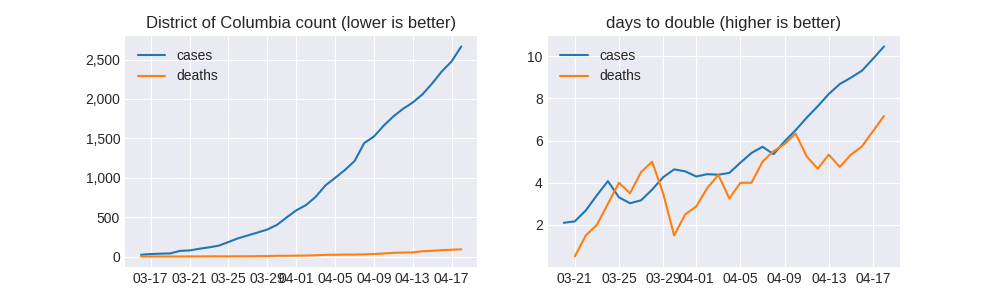 District of Columbia count (lower is better)
cases
deaths
2,500
2,000
1,500
1,000
500
0
03-17 03-21 03-25 03-29 04-01 04-05 04-09 04-13 04-17
days to double (higher is better)
cases
deaths
10
8
6
4
2
03-21 03-25 03-29 04-01 04-05 04-09 04-13 04-17